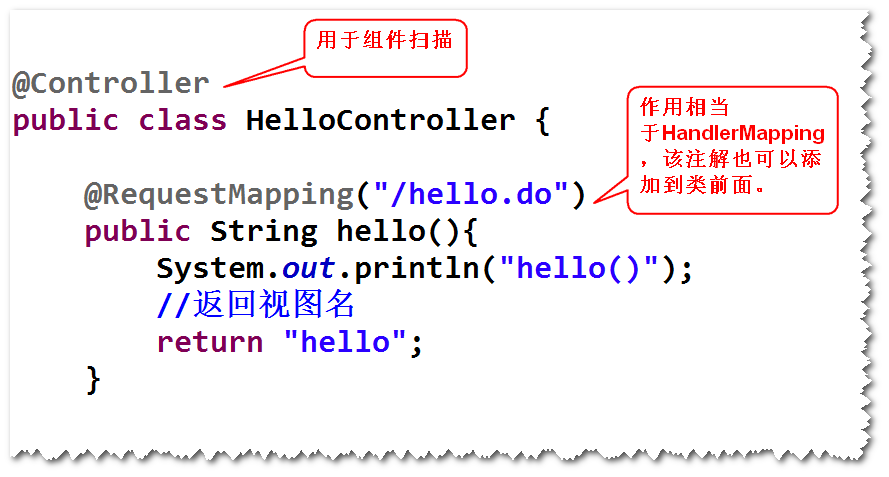 用于组件扫描
@Controller
public class HelloController {
作用相当
于HandlerMapping
，该注解也可以添
加到类前面。
@RequestMapping("/hello.do")
public String hello(){
System.out.println("hello()");
//返回视图名
return "hello";
}